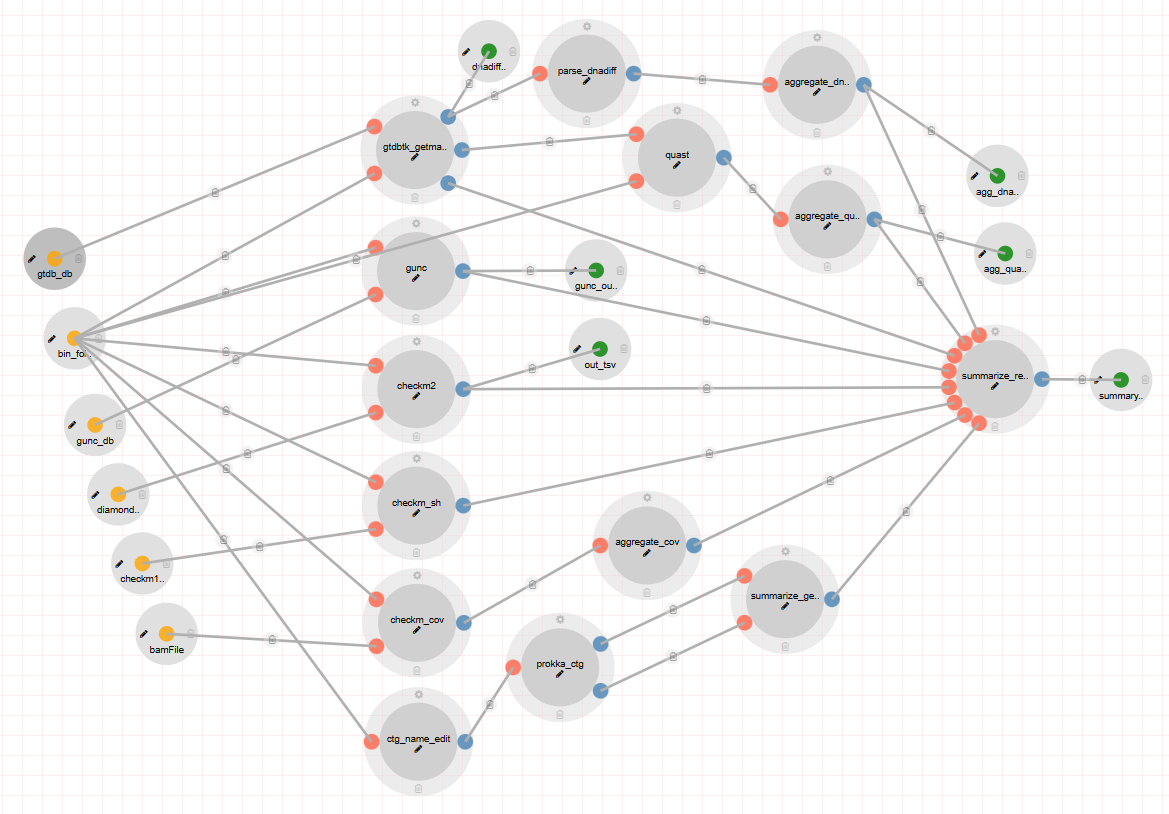 dnadiff..
parse_dnadiff
aggregate_dn..
gtdbtk_getma..
quast
agg_dna..
aggregate_qu..
agg_qua..
gtdb_db
gunc
gunc_ou..
bin_fo..
out_tsv
checkm2
summarize_re..
summary..
gunc_db
diamond..
checkm_sh
checkm1..
aggregate_cov
summarize_ge..
checkm_cov
bamFile
prokka_ctg
ctg_name_edit